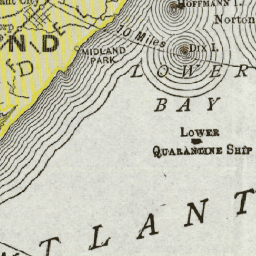 HOFFMANN I.
Norton
10 Miles
ND
MIDLAND
PARK
DIX I.
LOWER
BAY
LOWER
QUARANTINE SHIP
TLANT